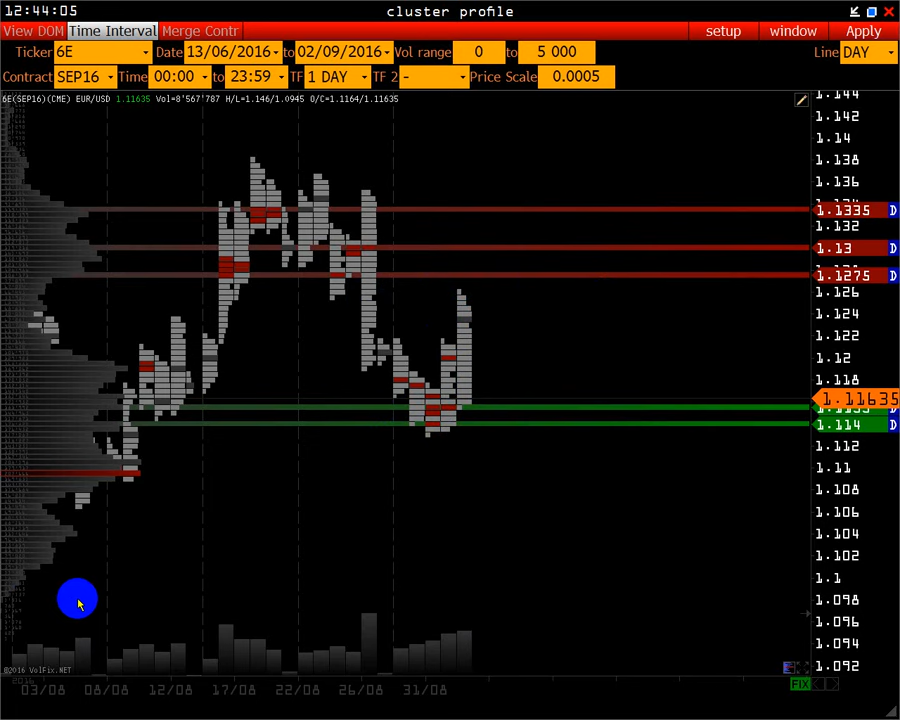 12:44:05 cluster profile
View DOM Time Interval Merge Contr setup window Apply
Ticker 6E Date 13/06/2016 to 02/09/2016 Vol range 0 to 5 000 Line DAY
Contract SEP16 Time 00:00 to 23:59 TF 1 DAY TF 2 - Price Scale 0.0005
6E(SEP16)(CME) EUR/USD 1.11635 Vol=8'567'787 H/L=1.146/1.0945 O/C=1.1164/1.11635
1.144
1.142
1.14
1.138
1.136
1.1335 D
1.132
1.13 D
1.1275 D
1.126
1.124
1.122
1.12
1.118
1.11635
1.114 D
1.112
1.11
1.108
1.106
1.104
1.102
1.1
1.098
1.096
1.094
1.092
©2016 VolFix.NET
2016
03/08 08/08 12/08 17/08 22/08 26/08 31/08
FIX